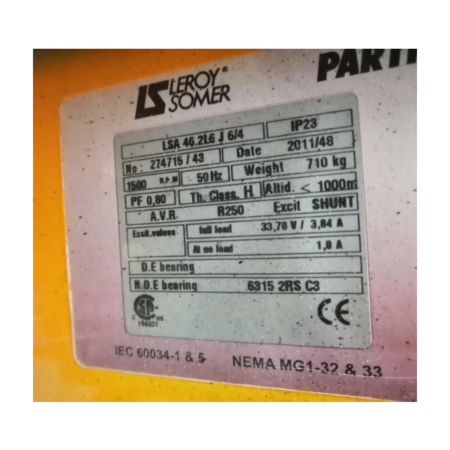 LEROY®
SOMER
PARTI
LSA 46.2L6 J 6/4 IP23
No : 274715 / 43 Date 2011/48
1500 R.P.M 50 Hz Weight 710 kg
PF 0,80 Th. Class. H Altid. < 1000m
A.V.R. R250 Excit SHUNT
Excit.values full load 33,78 V / 3,84 A
At no load 1,0 A
D.E bearing
N.D.E bearing 6315 2RS C3
CE
IEC 60034-1 & 5 NEMA MG1-32 & 33